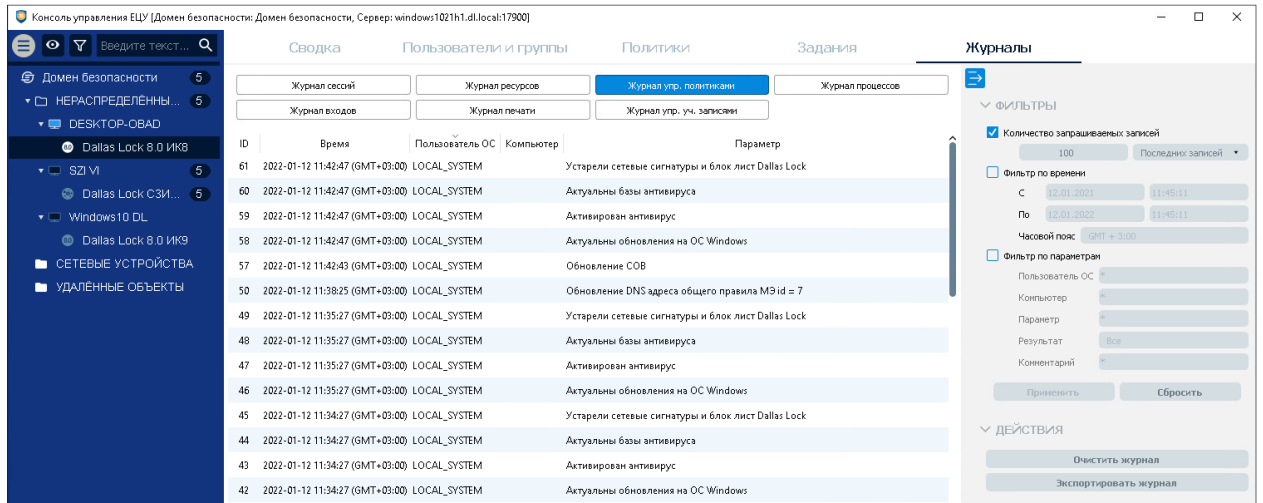 Консоль управления ЕЦУ [Домен безопасности: Домен безопасности, Сервер: windows1021h1.dl.local:17900]
Введите текст...
Сводка Пользователи и группы Политики Задания Журналы
Домен безопасности 5
НЕРАСПРЕДЕЛЁННЫ... 5
DESKTOP-OBAD
8.0 Dallas Lock 8.0 ИК8
SZI VI 5
Dallas Lock СЗИ... 5
Windows10 DL
8.0 Dallas Lock 8.0 ИК9
СЕТЕВЫЕ УСТРОЙСТВА
УДАЛЁННЫЕ ОБЪЕКТЫ
Журнал сессий Журнал ресурсов Журнал упр. политиками Журнал процессов
Журнал входов Журнал печати Журнал упр. уч. записями
ID Время Пользователь ОС Компьютер Параметр
61 2022-01-12 11:42:47 (GMT+03:00) LOCAL_SYSTEM Устарели сетевые сигнатуры и блок лист Dallas Lock
60 2022-01-12 11:42:47 (GMT+03:00) LOCAL_SYSTEM Актуальны базы антивируса
59 2022-01-12 11:42:47 (GMT+03:00) LOCAL_SYSTEM Активирован антивирус
58 2022-01-12 11:42:47 (GMT+03:00) LOCAL_SYSTEM Актуальны обновления на ОС Windows
57 2022-01-12 11:42:43 (GMT+03:00) LOCAL_SYSTEM Обновление СОВ
50 2022-01-12 11:38:25 (GMT+03:00) LOCAL_SYSTEM Обновление DNS адреса общего правила МЭ id = 7
49 2022-01-12 11:35:27 (GMT+03:00) LOCAL_SYSTEM Устарели сетевые сигнатуры и блок лист Dallas Lock
48 2022-01-12 11:35:27 (GMT+03:00) LOCAL_SYSTEM Актуальны базы антивируса
47 2022-01-12 11:35:27 (GMT+03:00) LOCAL_SYSTEM Активирован антивирус
46 2022-01-12 11:35:27 (GMT+03:00) LOCAL_SYSTEM Актуальны обновления на ОС Windows
45 2022-01-12 11:34:27 (GMT+03:00) LOCAL_SYSTEM Устарели сетевые сигнатуры и блок лист Dallas Lock
44 2022-01-12 11:34:27 (GMT+03:00) LOCAL_SYSTEM Актуальны базы антивируса
43 2022-01-12 11:34:27 (GMT+03:00) LOCAL_SYSTEM Активирован антивирус
42 2022-01-12 11:34:27 (GMT+03:00) LOCAL_SYSTEM Актуальны обновления на ОС Windows
ФИЛЬТРЫ
Количество запрашиваемых записей
100 Последних записей
Фильтр по времени
С 12.01.2021 11:45:11
По 12.01.2022 11:45:11
Часовой пояс GMT + 3:00
Фильтр по параметрам
Пользователь ОС *
Компьютер *
Параметр *
Результат Все
Комментарий *
Применить Сбросить
ДЕЙСТВИЯ
Очистить журнал
Экспортировать журнал